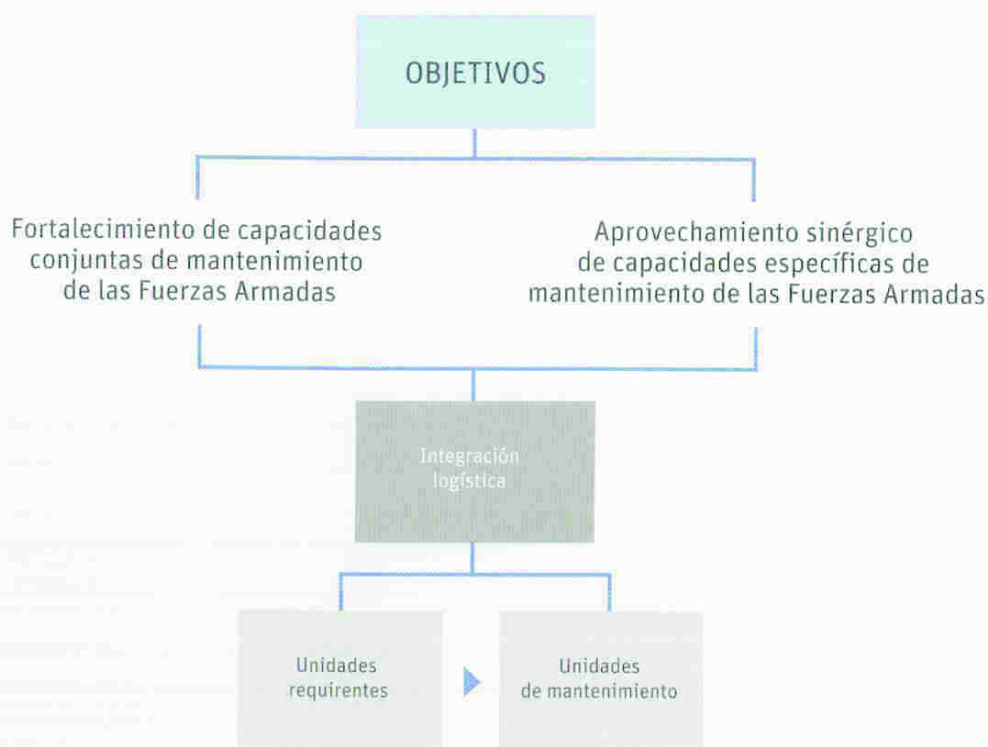 OBJETIVOS
Fortalecimiento de capacidades
conjuntas de mantenimiento
de las Fuerzas Armadas
Aprovechamiento sinérgico
de capacidades específicas de
mantenimiento de las Fuerzas Armadas
Integración
logística
Unidades
requirentes
Unidades
de mantenimiento